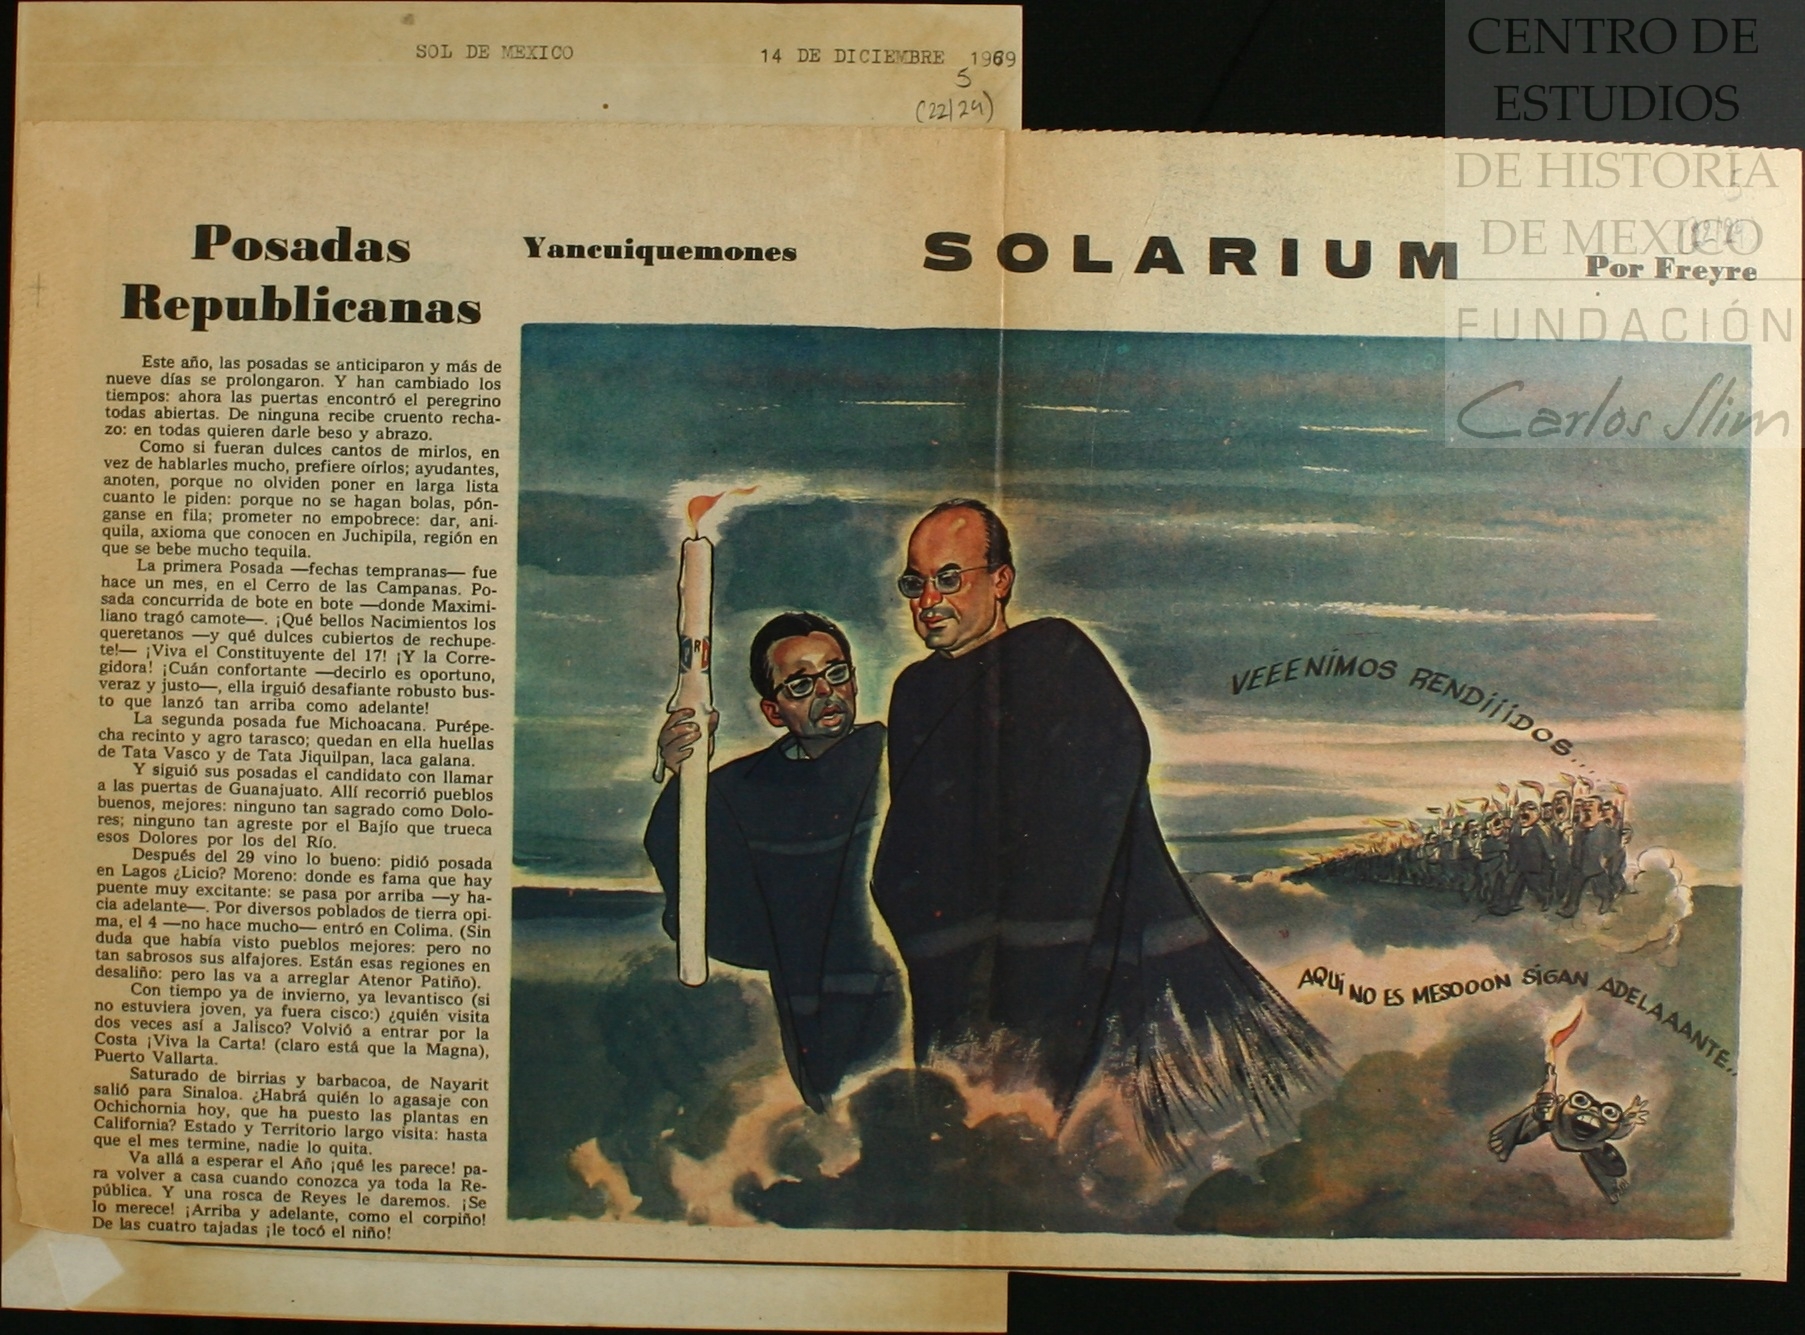 SOL DE MEXICO
14 DE DICIEMBRE 1969
5
(22/24)
CENTRO DE
ESTUDIOS
DE HISTORIA
DE MEXICO
FUNDACIÓN
Carlos Slim
Posadas
Republicanas
Yancuiquemones
SOLARIUM
Por Freyre
Este año, las posadas se anticiparon y más de
nueve días se prolongaron. Y han cambiado los
tiempos: ahora las puertas encontró el peregrino
todas abiertas. De ninguna recibe cruento recha-
zo: en todas quieren darle beso y abrazo.
Como si fueran dulces cantos de mirlos, en
vez de hablarles mucho, prefiere oírlos; ayudantes,
anoten, porque no olviden poner en larga lista
cuanto le piden: porque no se hagan bolas, pón-
ganse en fila; prometer no empobrece: dar, ani-
quila, axioma que conocen en Juchipila, región en
que se bebe mucho tequila.
La primera Posada —fechas tempranas— fue
hace un mes, en el Cerro de las Campanas. Po-
sada concurrida de bote en bote —donde Maximi-
liano tragó camote—. ¡Qué bellos Nacimientos los
queretanos —y qué dulces cubiertos de rechupe-
te!— ¡Viva el Constituyente del 17! ¡Y la Corre-
gidora! ¡Cuán confortante —decirlo es oportuno,
veraz y justo—, ella irguió desafiante robusto bus-
to que lanzó tan arriba como adelante!
La segunda posada fue Michoacana. Purépe-
cha recinto y agro tarasco; quedan en ella huellas
de Tata Vasco y de Tata Jiquilpan, laca galana.
Y siguió sus posadas el candidato con llamar
a las puertas de Guanajuato. Allí recorrió pueblos
buenos, mejores: ninguno tan sagrado como Dolo-
res; ninguno tan agreste por el Bajío que trueca
esos Dolores por los del Río.
Después del 29 vino lo bueno: pidió posada
en Lagos ¿Licio? Moreno: donde es fama que hay
puente muy excitante: se pasa por arriba —y ha-
cia adelante—. Por diversos poblados de tierra opi-
ma, el 4 —no hace mucho— entró en Colima. (Sin
duda que había visto pueblos mejores: pero no
tan sabrosos sus alfajores. Están esas regiones en
desaliño: pero las va a arreglar Atenor Patiño).
Con tiempo ya de invierno, ya levantisco (si
no estuviera joven, ya fuera cisco:) ¿quién visita
dos veces así a Jalisco? Volvió a entrar por la
Costa ¡Viva la Carta! (claro está que la Magna),
Puerto Vallarta.
Saturado de birrias y barbacoa, de Nayarit
salió para Sinaloa. ¿Habrá quién lo agasaje con
Ochichornia hoy, que ha puesto las plantas en
California? Estado y Territorio largo visita: hasta
que el mes termine, nadie lo quita.
Va allá a esperar el Año ¡qué les parece! pa-
ra volver a casa cuando conozca ya toda la Re-
pública. Y una rosca de Reyes le daremos. ¡Se
lo merece! ¡Arriba y adelante, como el corpiño!
De las cuatro tajadas ¡le tocó el niño!
VEEENÍMOS RENDIIIDOS...
AQUÍ NO ES MESOOON SIGAN ADELAAANTE..